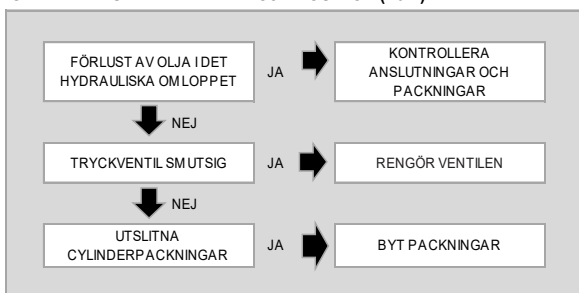 FÖRLUST AV OLJA I DET
HYDRAULISKA OMLOPPET
JA
KONTROLLERA
ANSLUTNINGAR OCH
PACKNINGAR
NEJ
TRYCKVENTIL SMUTSIG
JA
RENGÖR VENTILEN
NEJ
UTSLITNA
CYLINDERPACKNINGAR
JA
BYT PACKNINGAR